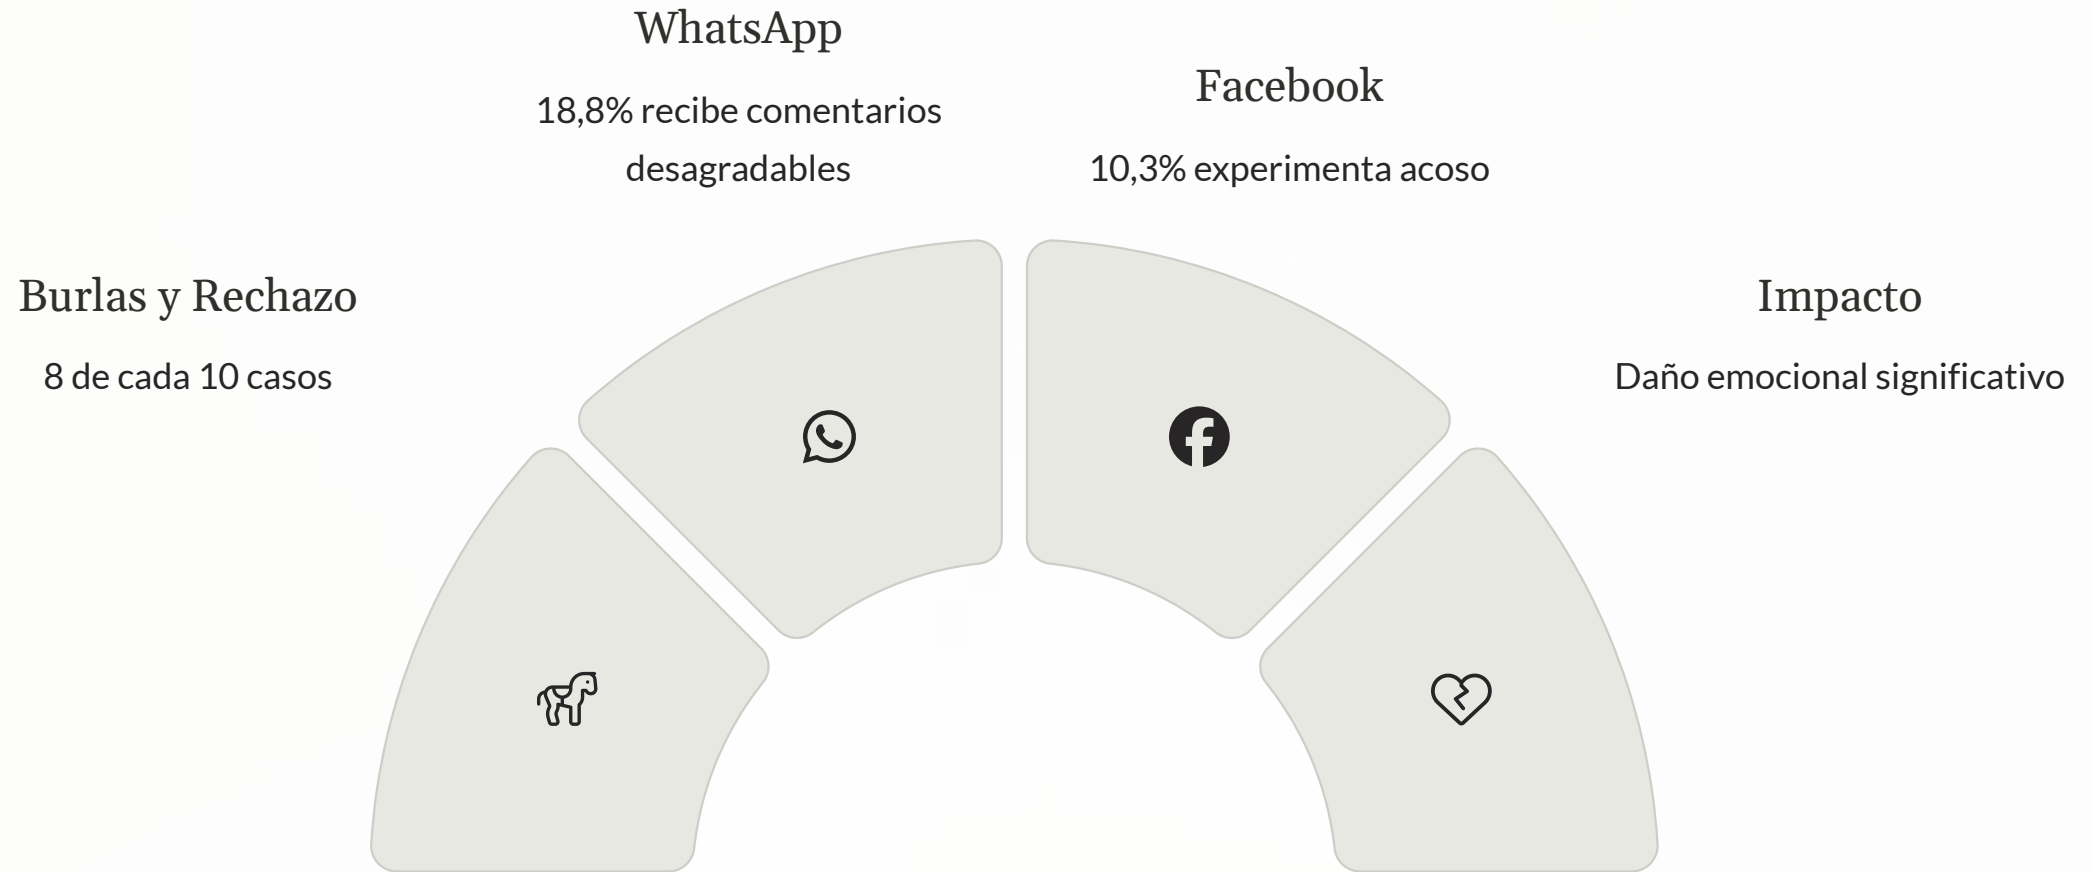 WhatsApp
18,8% recibe comentarios
desagradables
Facebook
10,3% experimenta acoso
Burlas y Rechazo
8 de cada 10 casos
Impacto
Daño emocional significativo